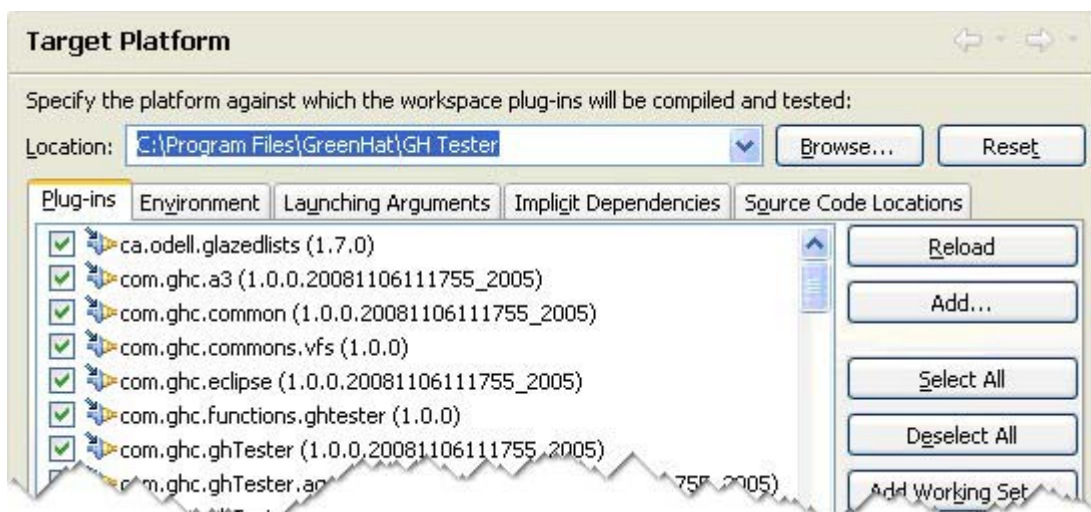 Target Platform
Specify the platform against which the workspace plug-ins will be compiled and tested:
Location: C:\Program Files\GreenHat\GH Tester Browse... Reset
Plug-ins Environment Launching Arguments Implicit Dependencies Source Code Locations
ca.odell.glazedlists (1.7.0)
com.ghc.a3 (1.0.0.20081106111755_2005)
com.ghc.common (1.0.0.20081106111755_2005)
com.ghc.commons.vfs (1.0.0)
com.ghc.eclipse (1.0.0.20081106111755_2005)
com.ghc.functions.ghtester (1.0.0)
com.ghc.ghTester (1.0.0.20081106111755_2005)
Reload
Add...
Select All
Deselect All
Add Working Set